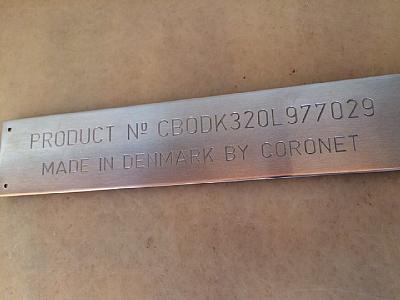 PRODUCT Nº CBODK320L977029
MADE IN DENMARK BY CORONET